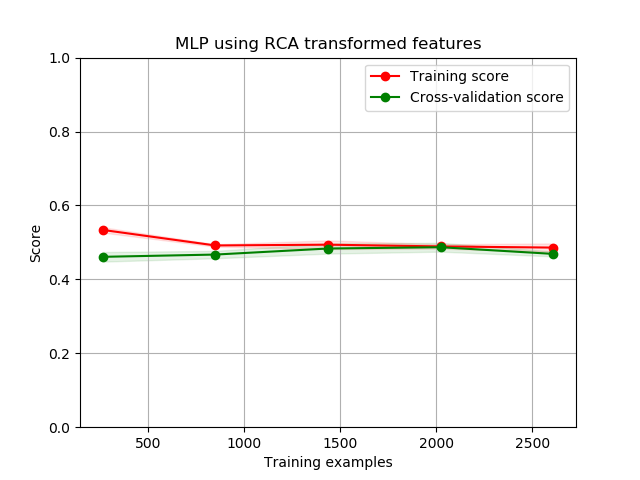 MLP using RCA transformed features
Training score
Cross-validation score
1.0
0.8
0.6
0.4
0.2
0.0
Score
500
1000
1500
2000
2500
Training examples